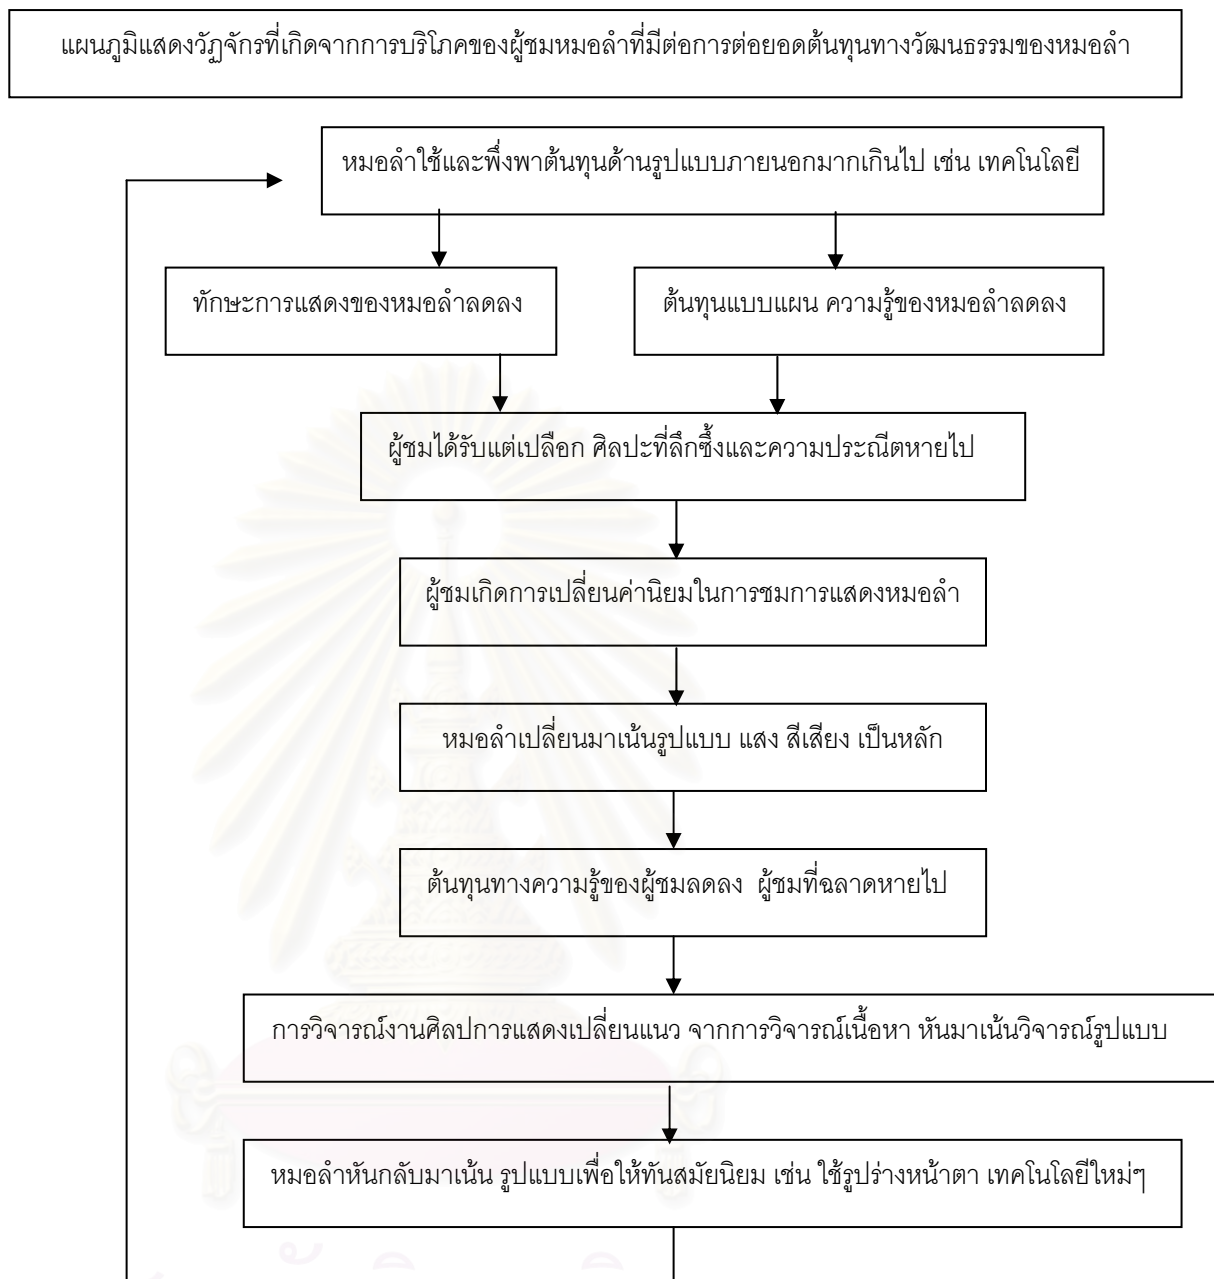 แผนภูมิแสดงวัฏจักรที่เกิดจากการบริโภคของผู้ชมหมอลำที่มีต่อการต่อยอดต้นทุนทางวัฒนธรรมของหมอลำ
หมอลำใช้และพึ่งพาต้นทุนด้านรูปแบบภายนอกมากเกินไป เช่น เทคโนโลยี
ทักษะการแสดงของหมอลำลดลง
ต้นทุนแบบแผน ความรู้ของหมอลำลดลง
ผู้ชมได้รับแต่เปลือก ศิลปะที่ลึกซึ้งและความประณีตหายไป
ผู้ชมเกิดการเปลี่ยนค่านิยมในการชมการแสดงหมอลำ
หมอลำเปลี่ยนมาเน้นรูปแบบ แสง สีเสียง เป็นหลัก
ต้นทุนทางความรู้ของผู้ชมลดลง ผู้ชมที่ฉลาดหายไป
การวิจารณ์งานศิลปการแสดงเปลี่ยนแนว จากการวิจารณ์เนื้อหา หันมาเน้นวิจารณ์รูปแบบ
หมอลำหันกลับมาเน้น รูปแบบเพื่อให้ทันสมัยนิยม เช่น ใช้รูปร่างหน้าตา เทคโนโลยีใหม่ๆ